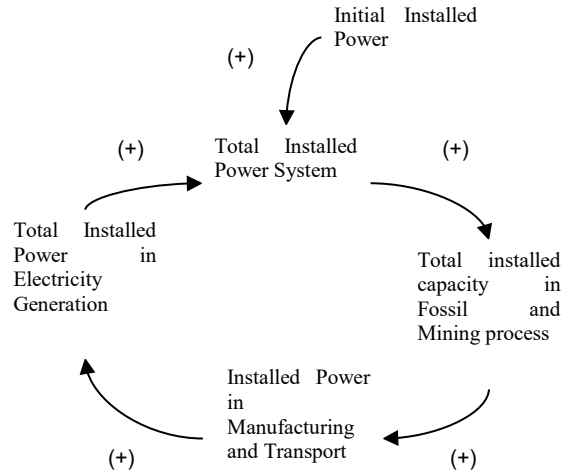 Initial Installed
Power
(+)
(+)
Total Installed
Power System
(+)
Total Power Installed
in
Electricity
Generation
Total installed
capacity in
Fossil and
Mining process
Installed Power
in
Manufacturing
and Transport
(+)
(+)